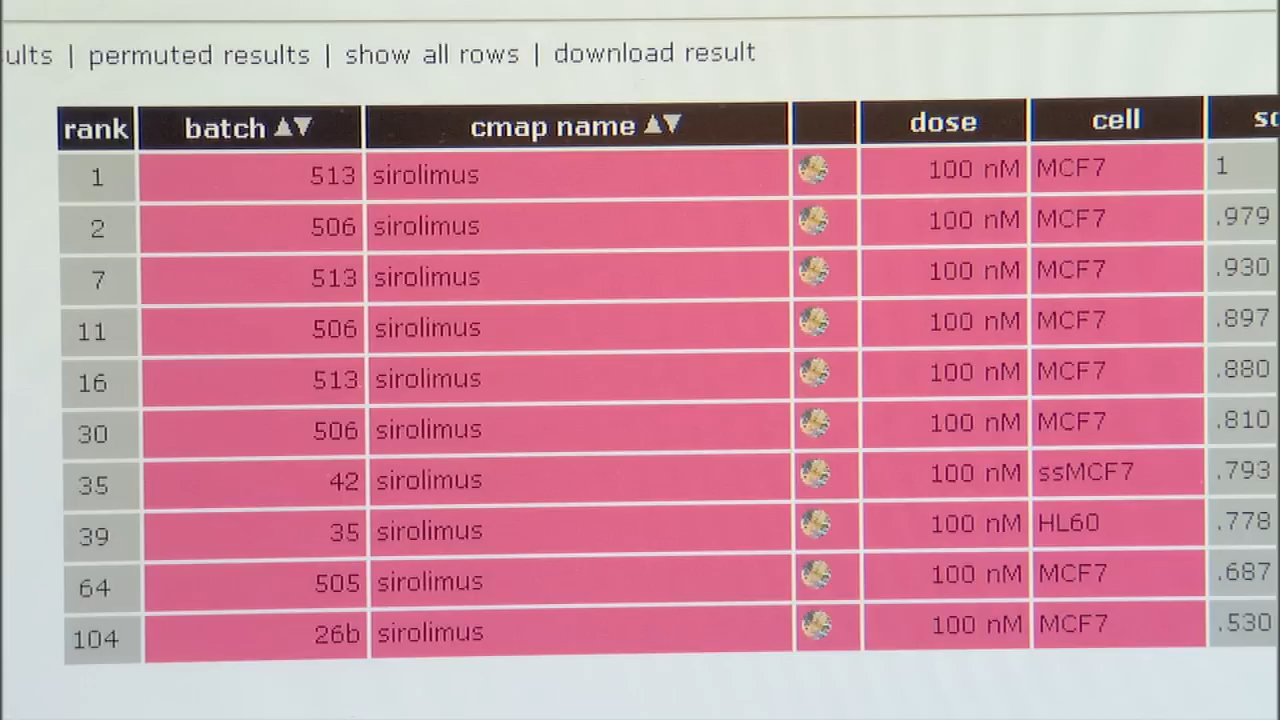 ults | permuted results | show all rows | download result
rank batch ▲▼ cmap name ▲▼ dose cell sc
1 513 sirolimus 100 nM MCF7 1
2 506 sirolimus 100 nM MCF7 .979
7 513 sirolimus 100 nM MCF7 .930
11 506 sirolimus 100 nM MCF7 .897
16 513 sirolimus 100 nM MCF7 .880
30 506 sirolimus 100 nM MCF7 .810
35 42 sirolimus 100 nM ssMCF7 .793
39 35 sirolimus 100 nM HL60 .778
64 505 sirolimus 100 nM MCF7 .687
104 26b sirolimus 100 nM MCF7 .530